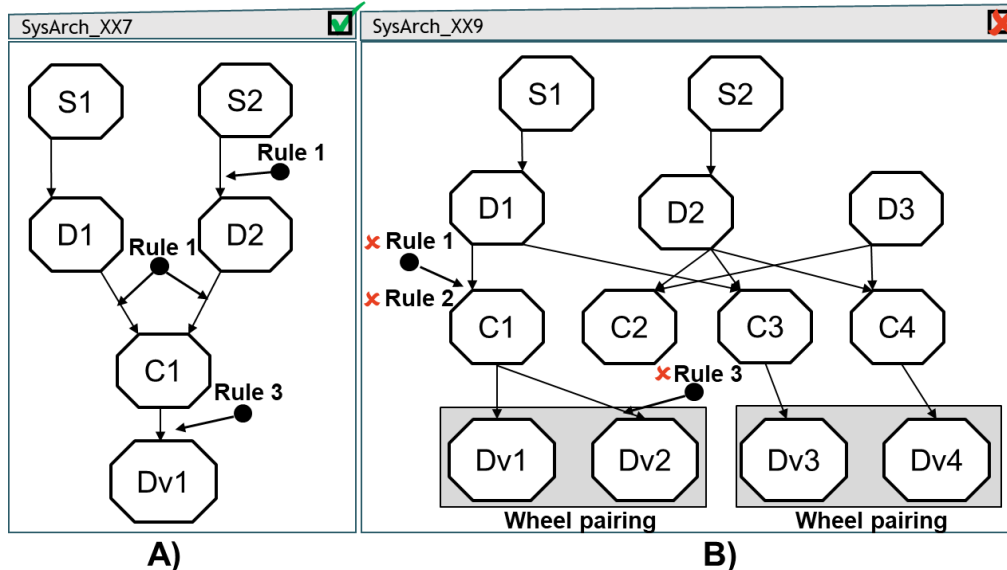 SysArch_XX7
SysArch_XX9
S1
S2
Rule 1
D1
D2
Rule 1
C1
Rule 3
Dv1
A)
S1
S2
D1
D2
D3
✘ Rule 1
✘ Rule 2
C1
C2
C3
C4
✘ Rule 3
Dv1
Dv2
Dv3
Dv4
Wheel pairing
Wheel pairing
B)